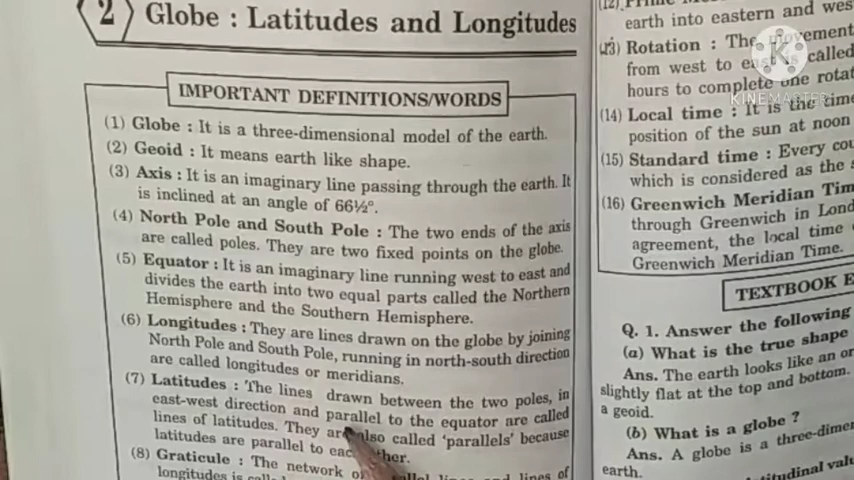 2 Globe : Latitudes and Longitudes
IMPORTANT DEFINITIONS/WORDS
(1) Globe : It is a three-dimensional model of the earth.
(2) Geoid : It means earth like shape.
(3) Axis : It is an imaginary line passing through the earth. It
is inclined at an angle of 66½°.
(4) North Pole and South Pole : The two ends of the axis
are called poles. They are two fixed points on the globe.
(5) Equator : It is an imaginary line running west to east and
divides the earth into two equal parts called the Northern
Hemisphere and the Southern Hemisphere.
(6) Longitudes : They are lines drawn on the globe by joining
North Pole and South Pole, running in north-south direction
are called longitudes or meridians.
(7) Latitudes : The lines drawn between the two poles, in
east-west direction and parallel to the equator are called
lines of latitudes. They are also called 'parallels' because
latitudes are parallel to each other.
(8) Graticule : The network of lines and lines of
longitudes is
(12)
earth into eastern and
(13) Rotation : The movement
from west to east is called
hours to complete one
(14) Local time : It is the time
position of the sun at noon
(15) Standard time : Every
which is considered as the
(16) Greenwich Meridian
through Greenwich in
agreement, the local time
Greenwich Meridian Time.
TEXTBOOK
Q. 1. Answer the following
(a) What is the true shape
Ans. The earth looks like an
slightly flat at the top and bottom.
a geoid.
(b) What is a globe ?
Ans. A globe is a
earth.
KINEMASTER